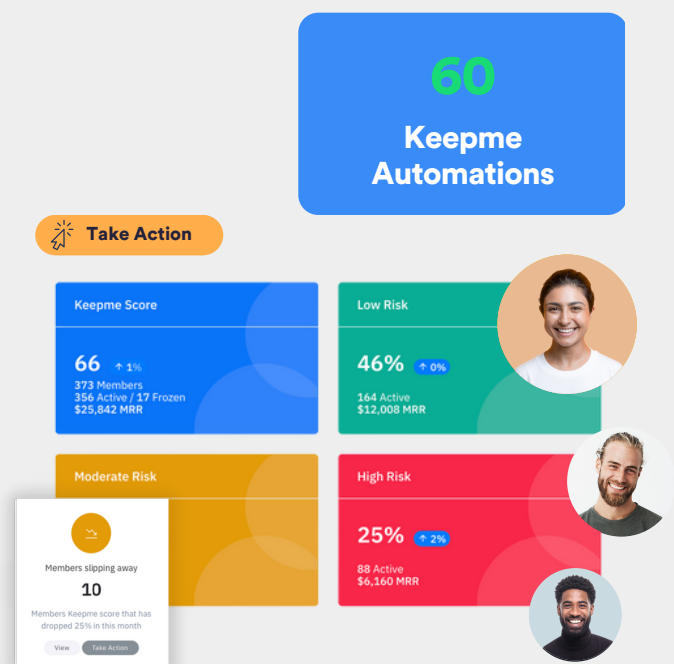 60
Keepme
Automations
Take Action
Keepme Score
66 ↑ 1%
373 Members
356 Active / 17 Frozen
$25,842 MRR
Low Risk
46% ↑ 0%
164 Active
$12,008 MRR
Moderate Risk
High Risk
25% ↑ 2%
88 Active
$6,160 MRR
Members slipping away
10
Members Keepme score that has
dropped 25% in this month
View Take Action